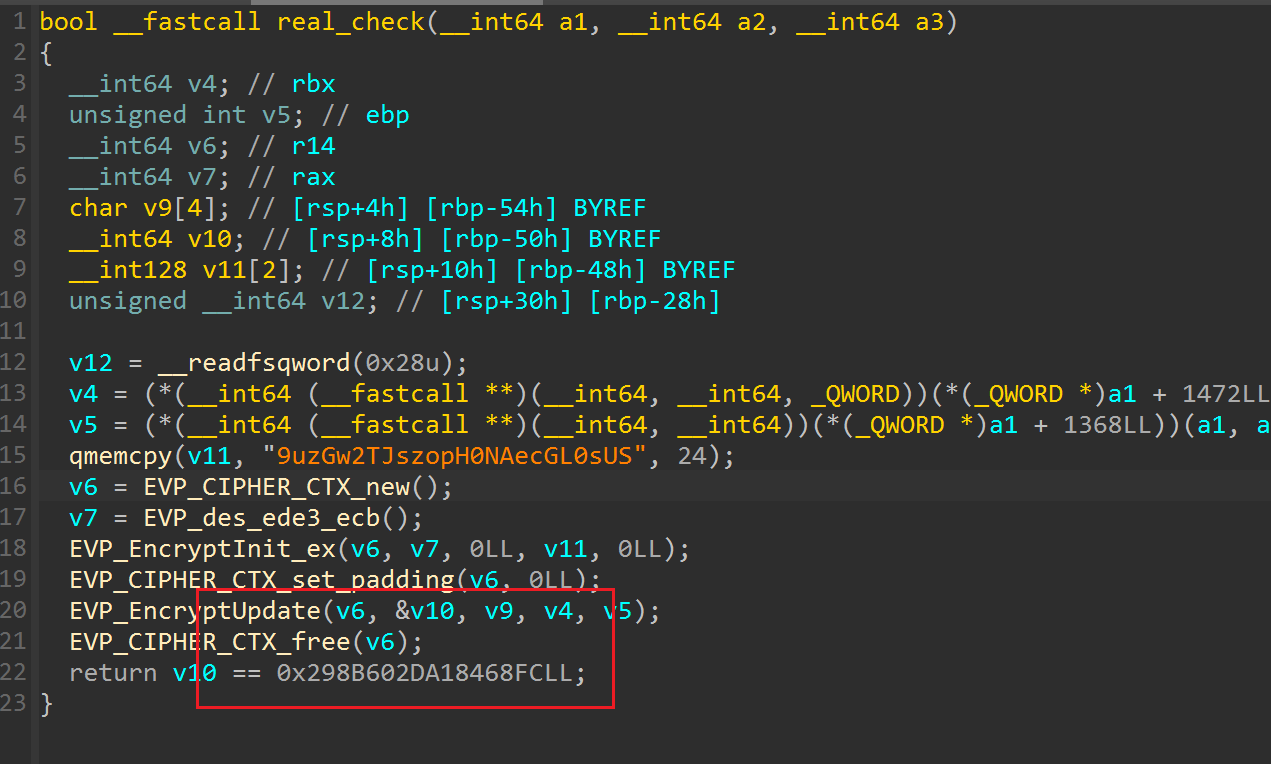 1 bool __fastcall real_check(__int64 a1, __int64 a2, __int64 a3)
2 {
3 __int64 v4; // rbx
4 unsigned int v5; // ebp
5 __int64 v6; // r14
6 __int64 v7; // rax
7 char v9[4]; // [rsp+4h] [rbp-54h] BYREF
8 __int64 v10; // [rsp+8h] [rbp-50h] BYREF
9 __int128 v11[2]; // [rsp+10h] [rbp-48h] BYREF
10 unsigned __int64 v12; // [rsp+30h] [rbp-28h]
11
12 v12 = __readfsqword(0x28u);
13 v4 = (*(__int64 (__fastcall **)(__int64, __int64, _QWORD))(*(_QWORD *)a1 + 1472LL
14 v5 = (*(__int64 (__fastcall **)(__int64, __int64))(*(_QWORD *)a1 + 1368LL))(a1, a
15 qmemcpy(v11, "9uzGw2TJszopH0NAecGL0sUS", 24);
16 v6 = EVP_CIPHER_CTX_new();
17 v7 = EVP_des_ede3_ecb();
18 EVP_EncryptInit_ex(v6, v7, 0LL, v11, 0LL);
19 EVP_CIPHER_CTX_set_padding(v6, 0LL);
20 EVP_EncryptUpdate(v6, &v10, v9, v4, v5);
21 EVP_CIPHER_CTX_free(v6);
22 return v10 == 0x298B602DA18468FCLL;
23 }